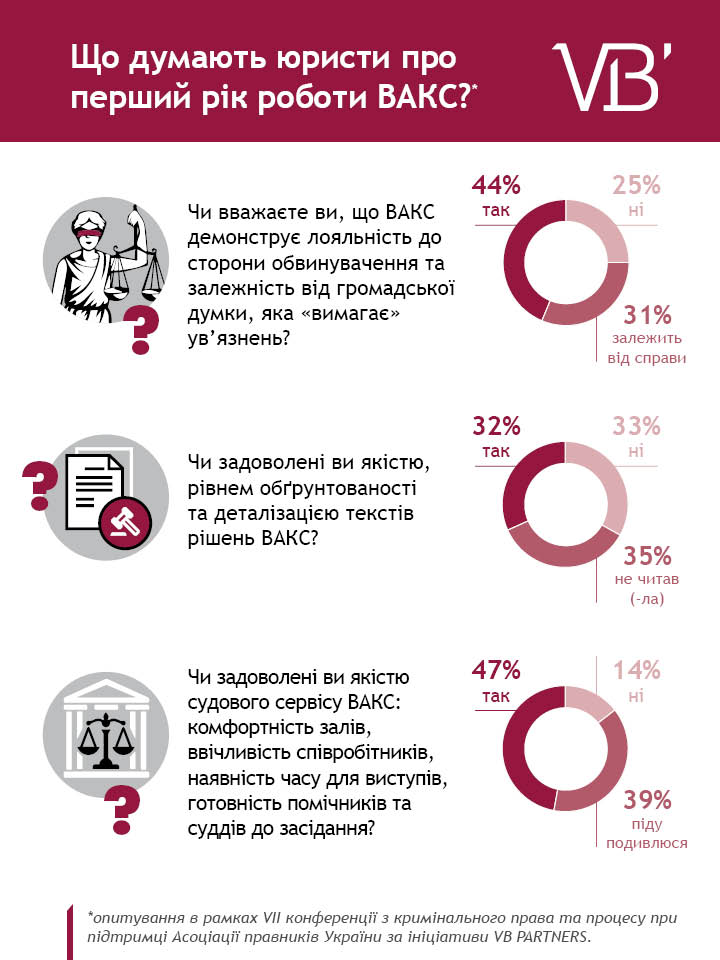 Що думають юристи про
перший рік роботи ВАКС?*
VB'
Чи вважаєте ви, що ВАКС
демонструє лояльність до
сторони обвинувачення та
залежність від громадської
думки, яка «вимагає»
ув’язнень?
44%
так
25%
ні
31%
залежить
від справи
Чи задоволені ви якістю,
рівнем обґрунтованості
та деталізацією текстів
рішень ВАКС?
32%
так
33%
ні
35%
не читав
(-ла)
Чи задоволені ви якістю
судового сервісу ВАКС:
комфортність залів,
ввічливість співробітників,
наявність часу для виступів,
готовність помічників та
суддів до засідання?
47%
так
14%
ні
39%
піду
подивлюся
*опитування в рамках VII конференції з кримінального права та процесу при
підтримці Асоціації правників України за ініціативи VB PARTNERS.